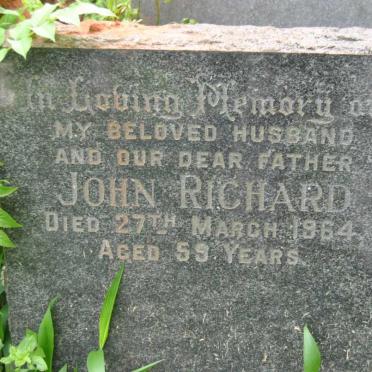 In Loving Memory of
MY BELOVED HUSBAND
AND OUR DEAR FATHER
JOHN RICHARD
DIED 27TH MARCH 1964
AGED 59 YEARS